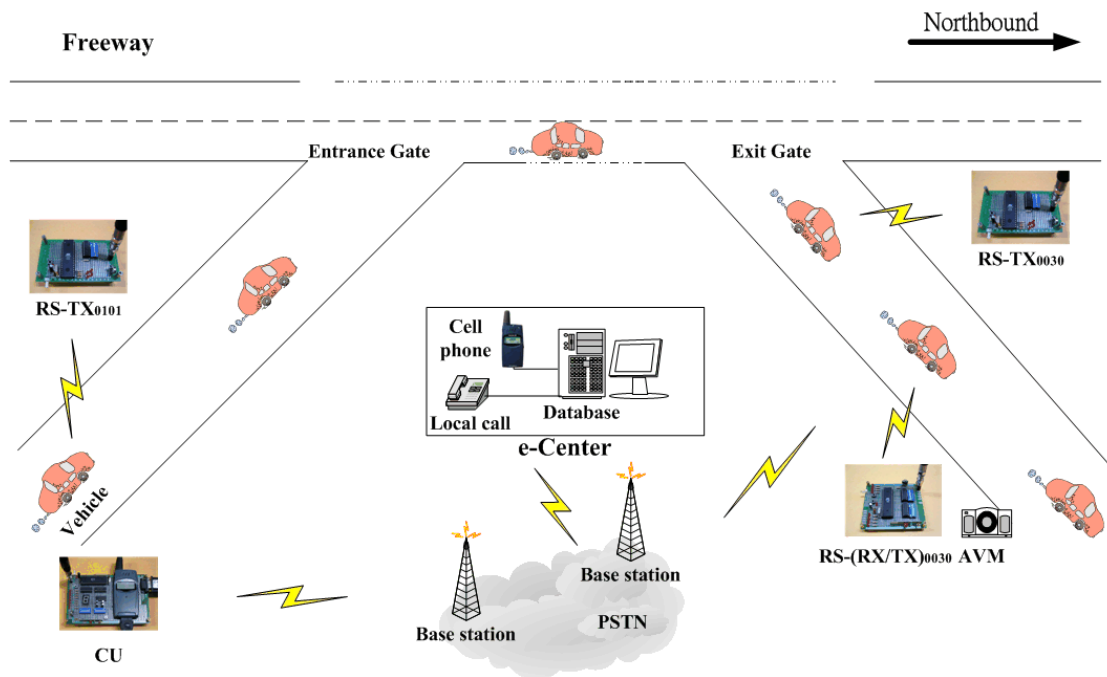 Freeway
Northbound
Entrance Gate
Exit Gate
RS-TX0101
RS-TX0030
Cell
phone
Local call
Database
e-Center
Vehicle
Base station
RS-(RX/TX)0030 AVM
PSTN
Base station
CU